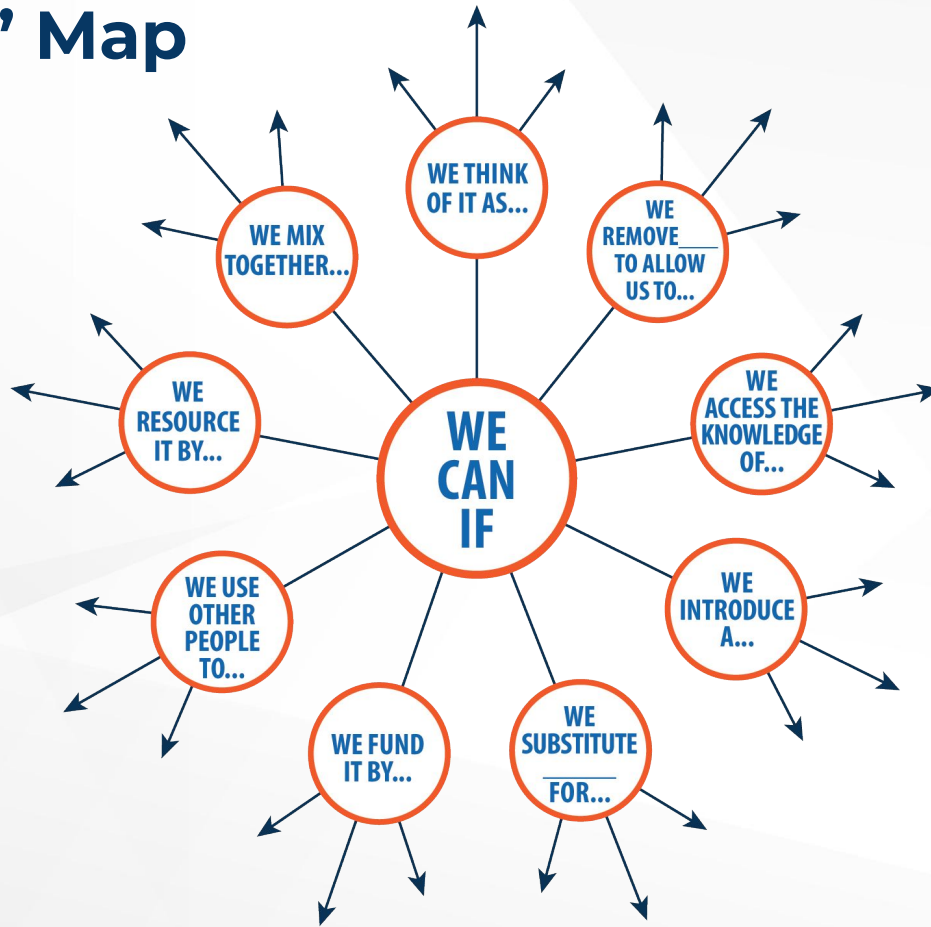 ’ Map
WE THINK
OF IT AS...
WE
REMOVE____
TO ALLOW
US TO...
WE MIX
TOGETHER...
WE
ACCESS THE
KNOWLEDGE
OF...
WE
RESOURCE
IT BY...
WE
CAN
IF
WE
INTRODUCE
A...
WE USE
OTHER
PEOPLE
TO...
WE
SUBSTITUTE
______
FOR...
WE FUND
IT BY...